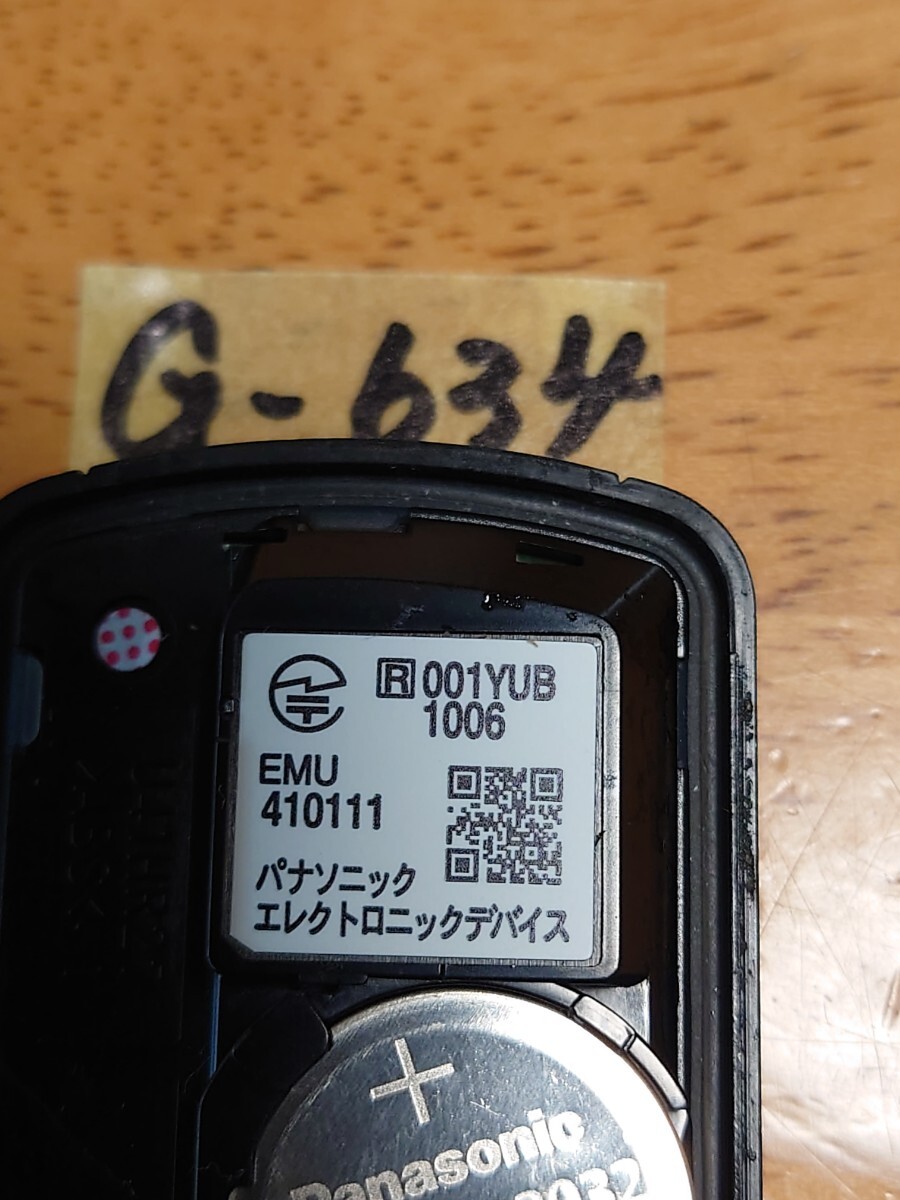 G-634
R 001YUB
1006
EMU
410111
パナソニック
エレクトロニックデバイス
+
Panasonic
2032